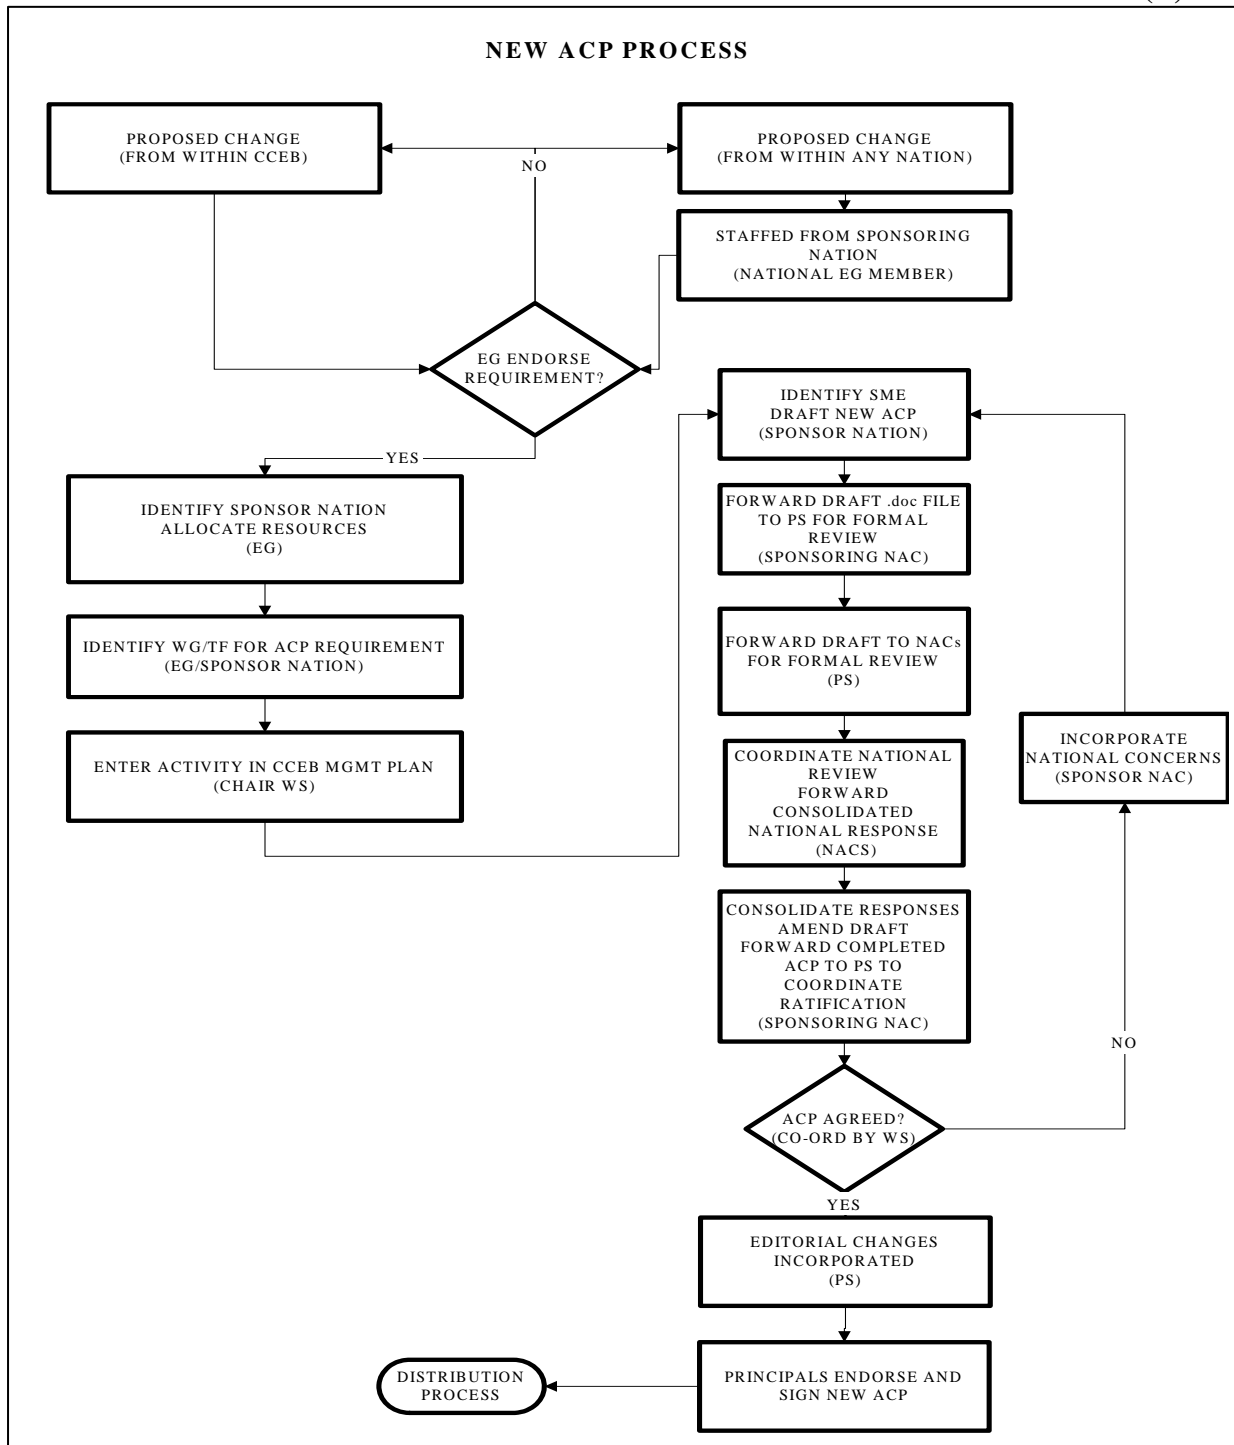 NEW ACP PROCESS
PROPOSED CHANGE
(FROM WITHIN CCEB)
NO
PROPOSED CHANGE
(FROM WITHIN ANY NATION)
STAFFED FROM SPONSORING
NATION
(NATIONAL EG MEMBER)
EG ENDORSE
REQUIREMENT?
YES
IDENTIFY SPONSOR NATION
ALLOCATE RESOURCES
(EG)
IDENTIFY WG/TF FOR ACP REQUIREMENT
(EG/SPONSOR NATION)
ENTER ACTIVITY IN CCEB MGMT PLAN
(CHAIR WS)
IDENTIFY SME
DRAFT NEW ACP
(SPONSOR NATION)
FORWARD DRAFT .doc FILE
TO PS FOR FORMAL
REVIEW
(SPONSORING NAC)
FORWARD DRAFT TO NACs
FOR FORMAL REVIEW
(PS)
COORDINATE NATIONAL
REVIEW
FORWARD
CONSOLIDATED
NATIONAL RESPONSE
(NACS)
CONSOLIDATE RESPONSES
AMEND DRAFT
FORWARD COMPLETED
ACP TO PS TO
COORDINATE
RATIFICATION
(SPONSORING NAC)
ACP AGREED?
(CO-ORD BY WS)
NO
INCORPORATE
NATIONAL CONCERNS
(SPONSOR NAC)
YES
EDITORIAL CHANGES
INCORPORATED
(PS)
PRINCIPALS ENDORSE AND
SIGN NEW ACP
DISTRIBUTION
PROCESS